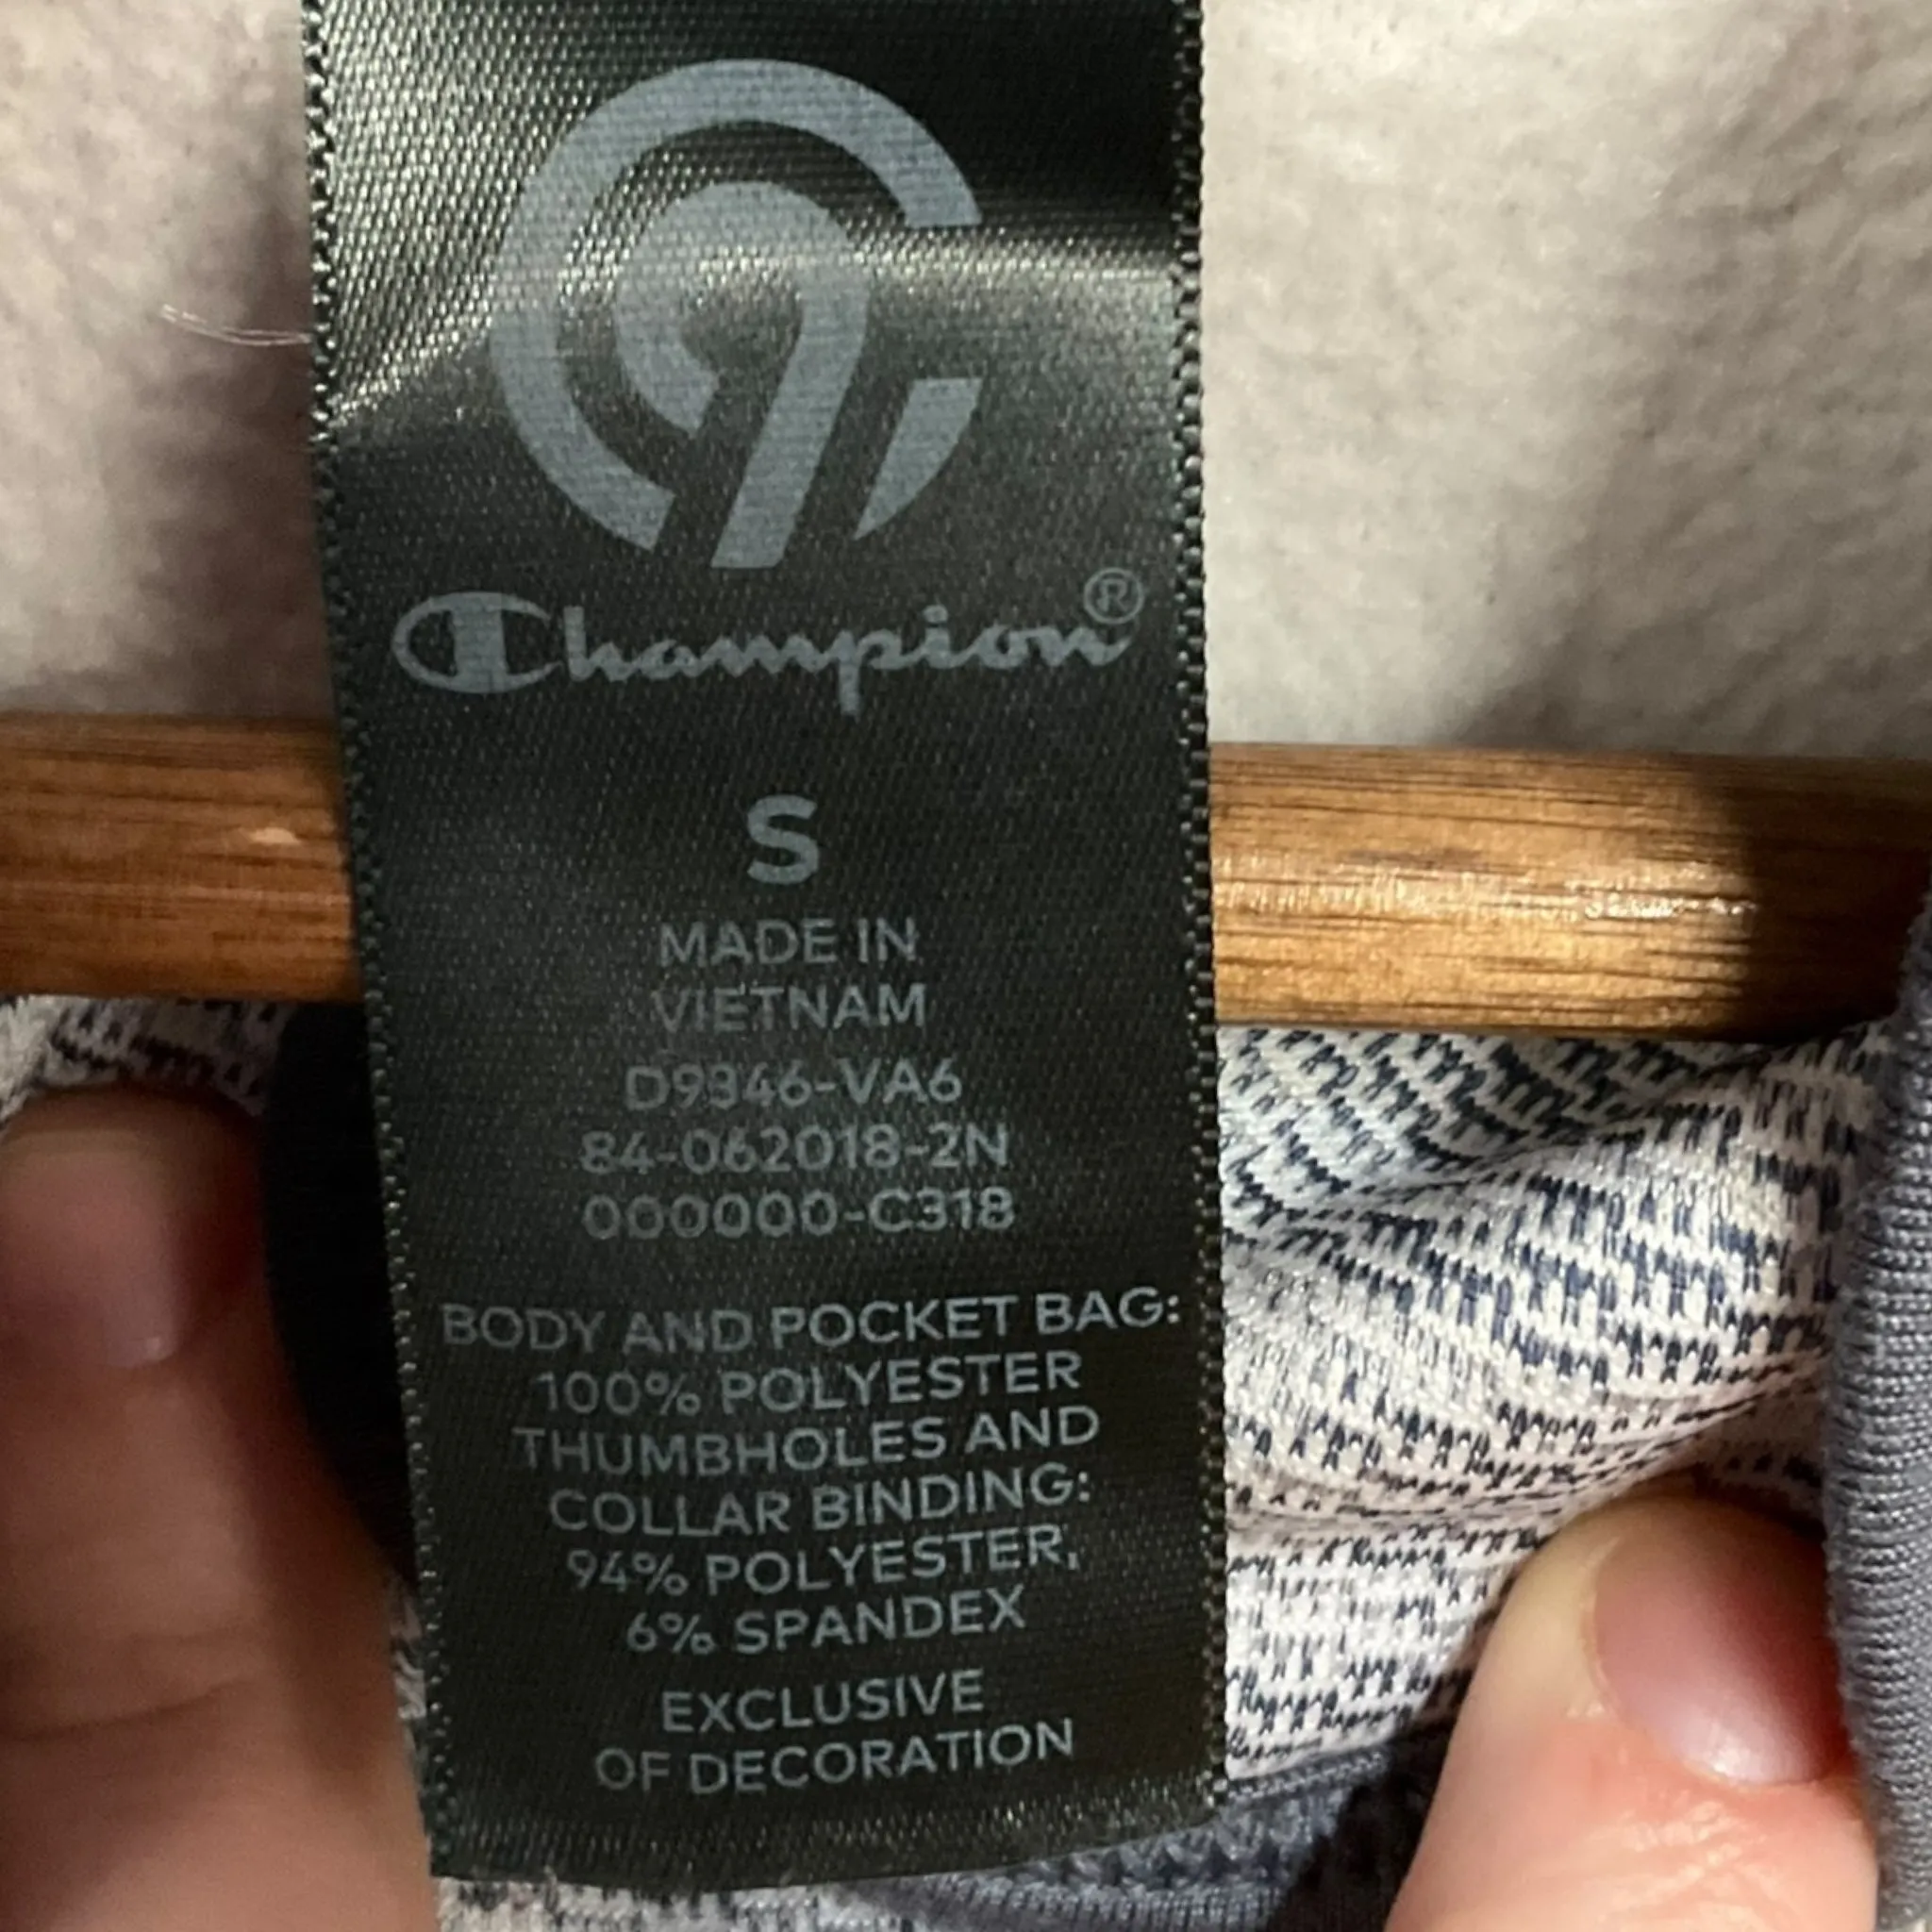 9
Champion®
S
MADE IN
VIETNAM
D9346-VA6
84-062018-2N
000000-C318
BODY AND POCKET BAG:
100% POLYESTER
THUMBHOLES AND
COLLAR BINDING:
94% POLYESTER,
6% SPANDEX
EXCLUSIVE
OF DECORATION